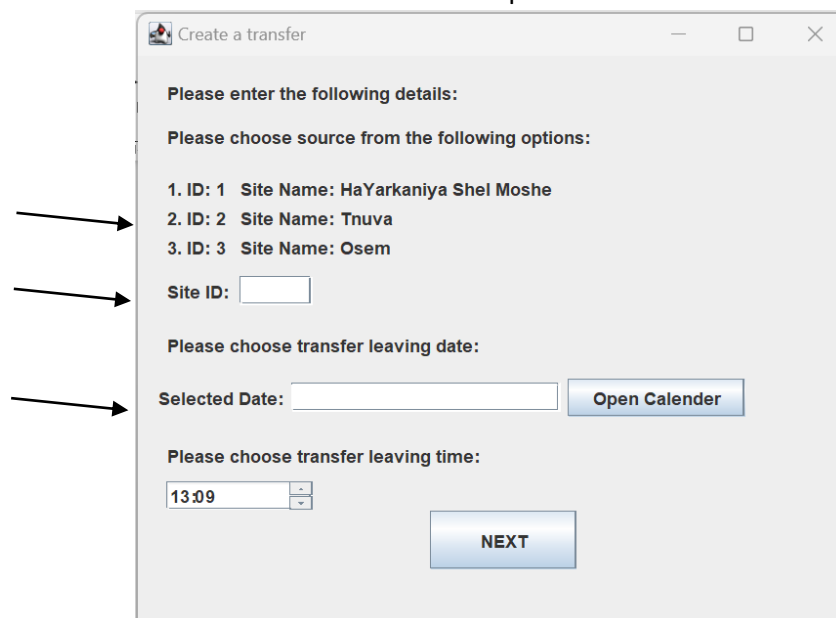 Create a transfer
Please enter the following details:
Please choose source from the following options:
1. ID: 1 Site Name: HaYarkaniya Shel Moshe
2. ID: 2 Site Name: Tnuva
3. ID: 3 Site Name: Osem
Site ID:
Please choose transfer leaving date:
Selected Date: Open Calender
Please choose transfer leaving time:
13:09
NEXT